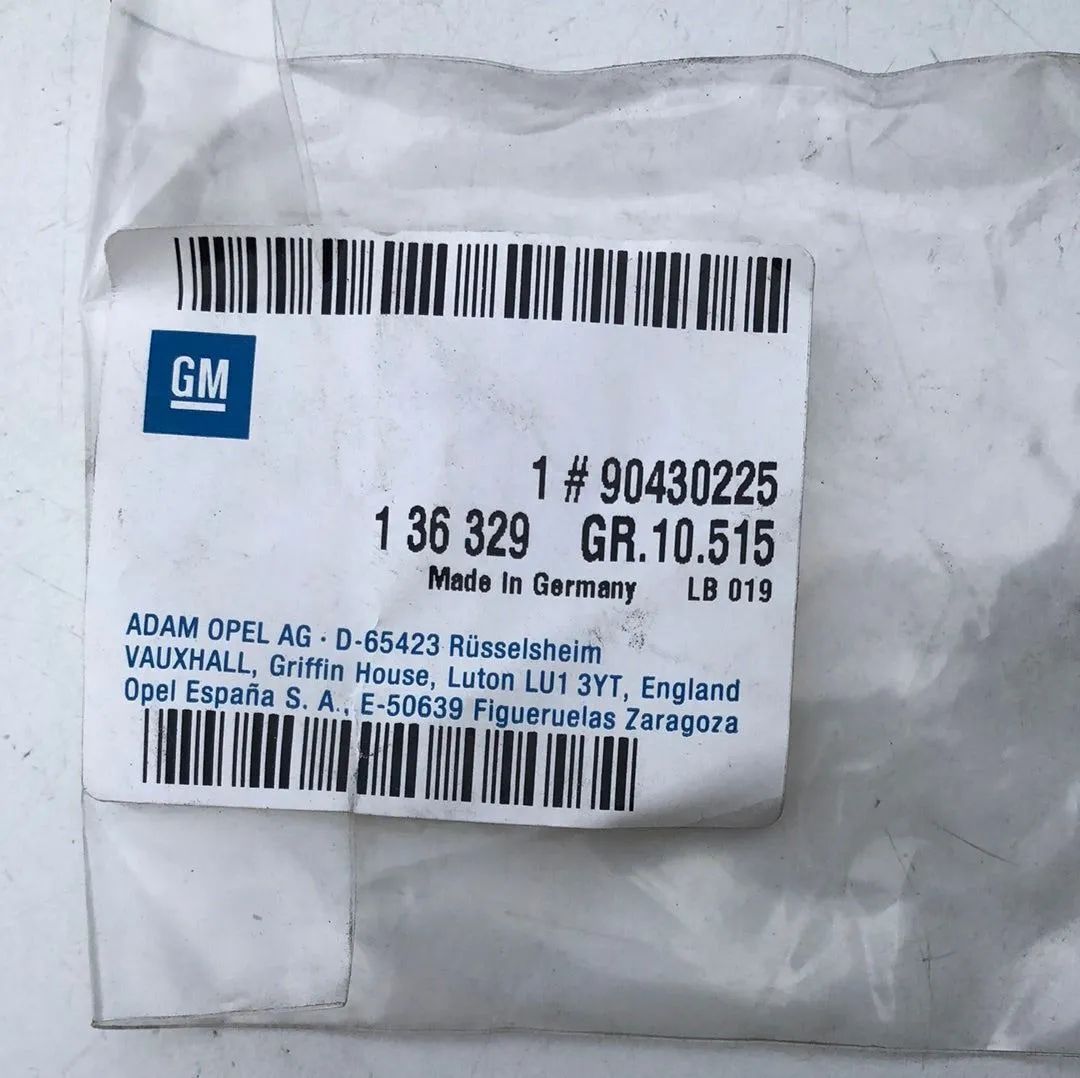 GM
1 # 90430225
1 36 329 GR.10.515
Made In Germany LB 019
ADAM OPEL AG · D-65423 Rüsselsheim
VAUXHALL, Griffin House, Luton LU1 3YT, England
Opel España S. A., E-50639 Figueruelas Zaragoza